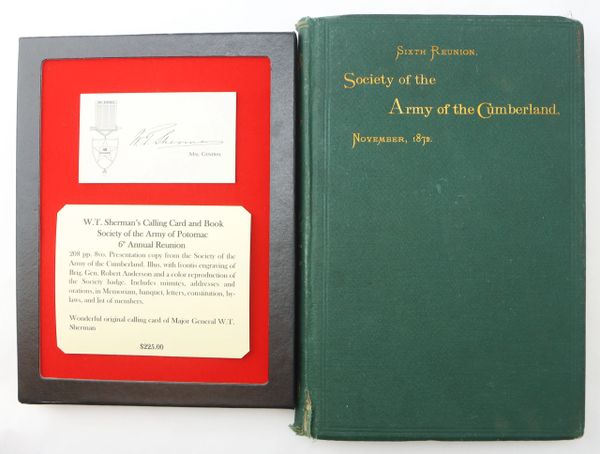 W.T. Sherman
Maj. General
W.T. Sherman's Calling Card and Book
Society of the Army of Potomac
6th Annual Reunion
208 pp. 8vo. Presentation copy from the Society of the
Army of the Cumberland. Illus. with frontis engraving of
Brig. Gen. Robert Anderson and a color reproduction of
the Society badge. Includes minutes, addresses and
orations, in Memoriam, banquet, letters, constitution, by-
laws, and list of members.
Wonderful original calling card of Major General W.T.
Sherman
$225.00
Sixth Reunion.
Society of the
Army of the Cumberland.
November, 1872.